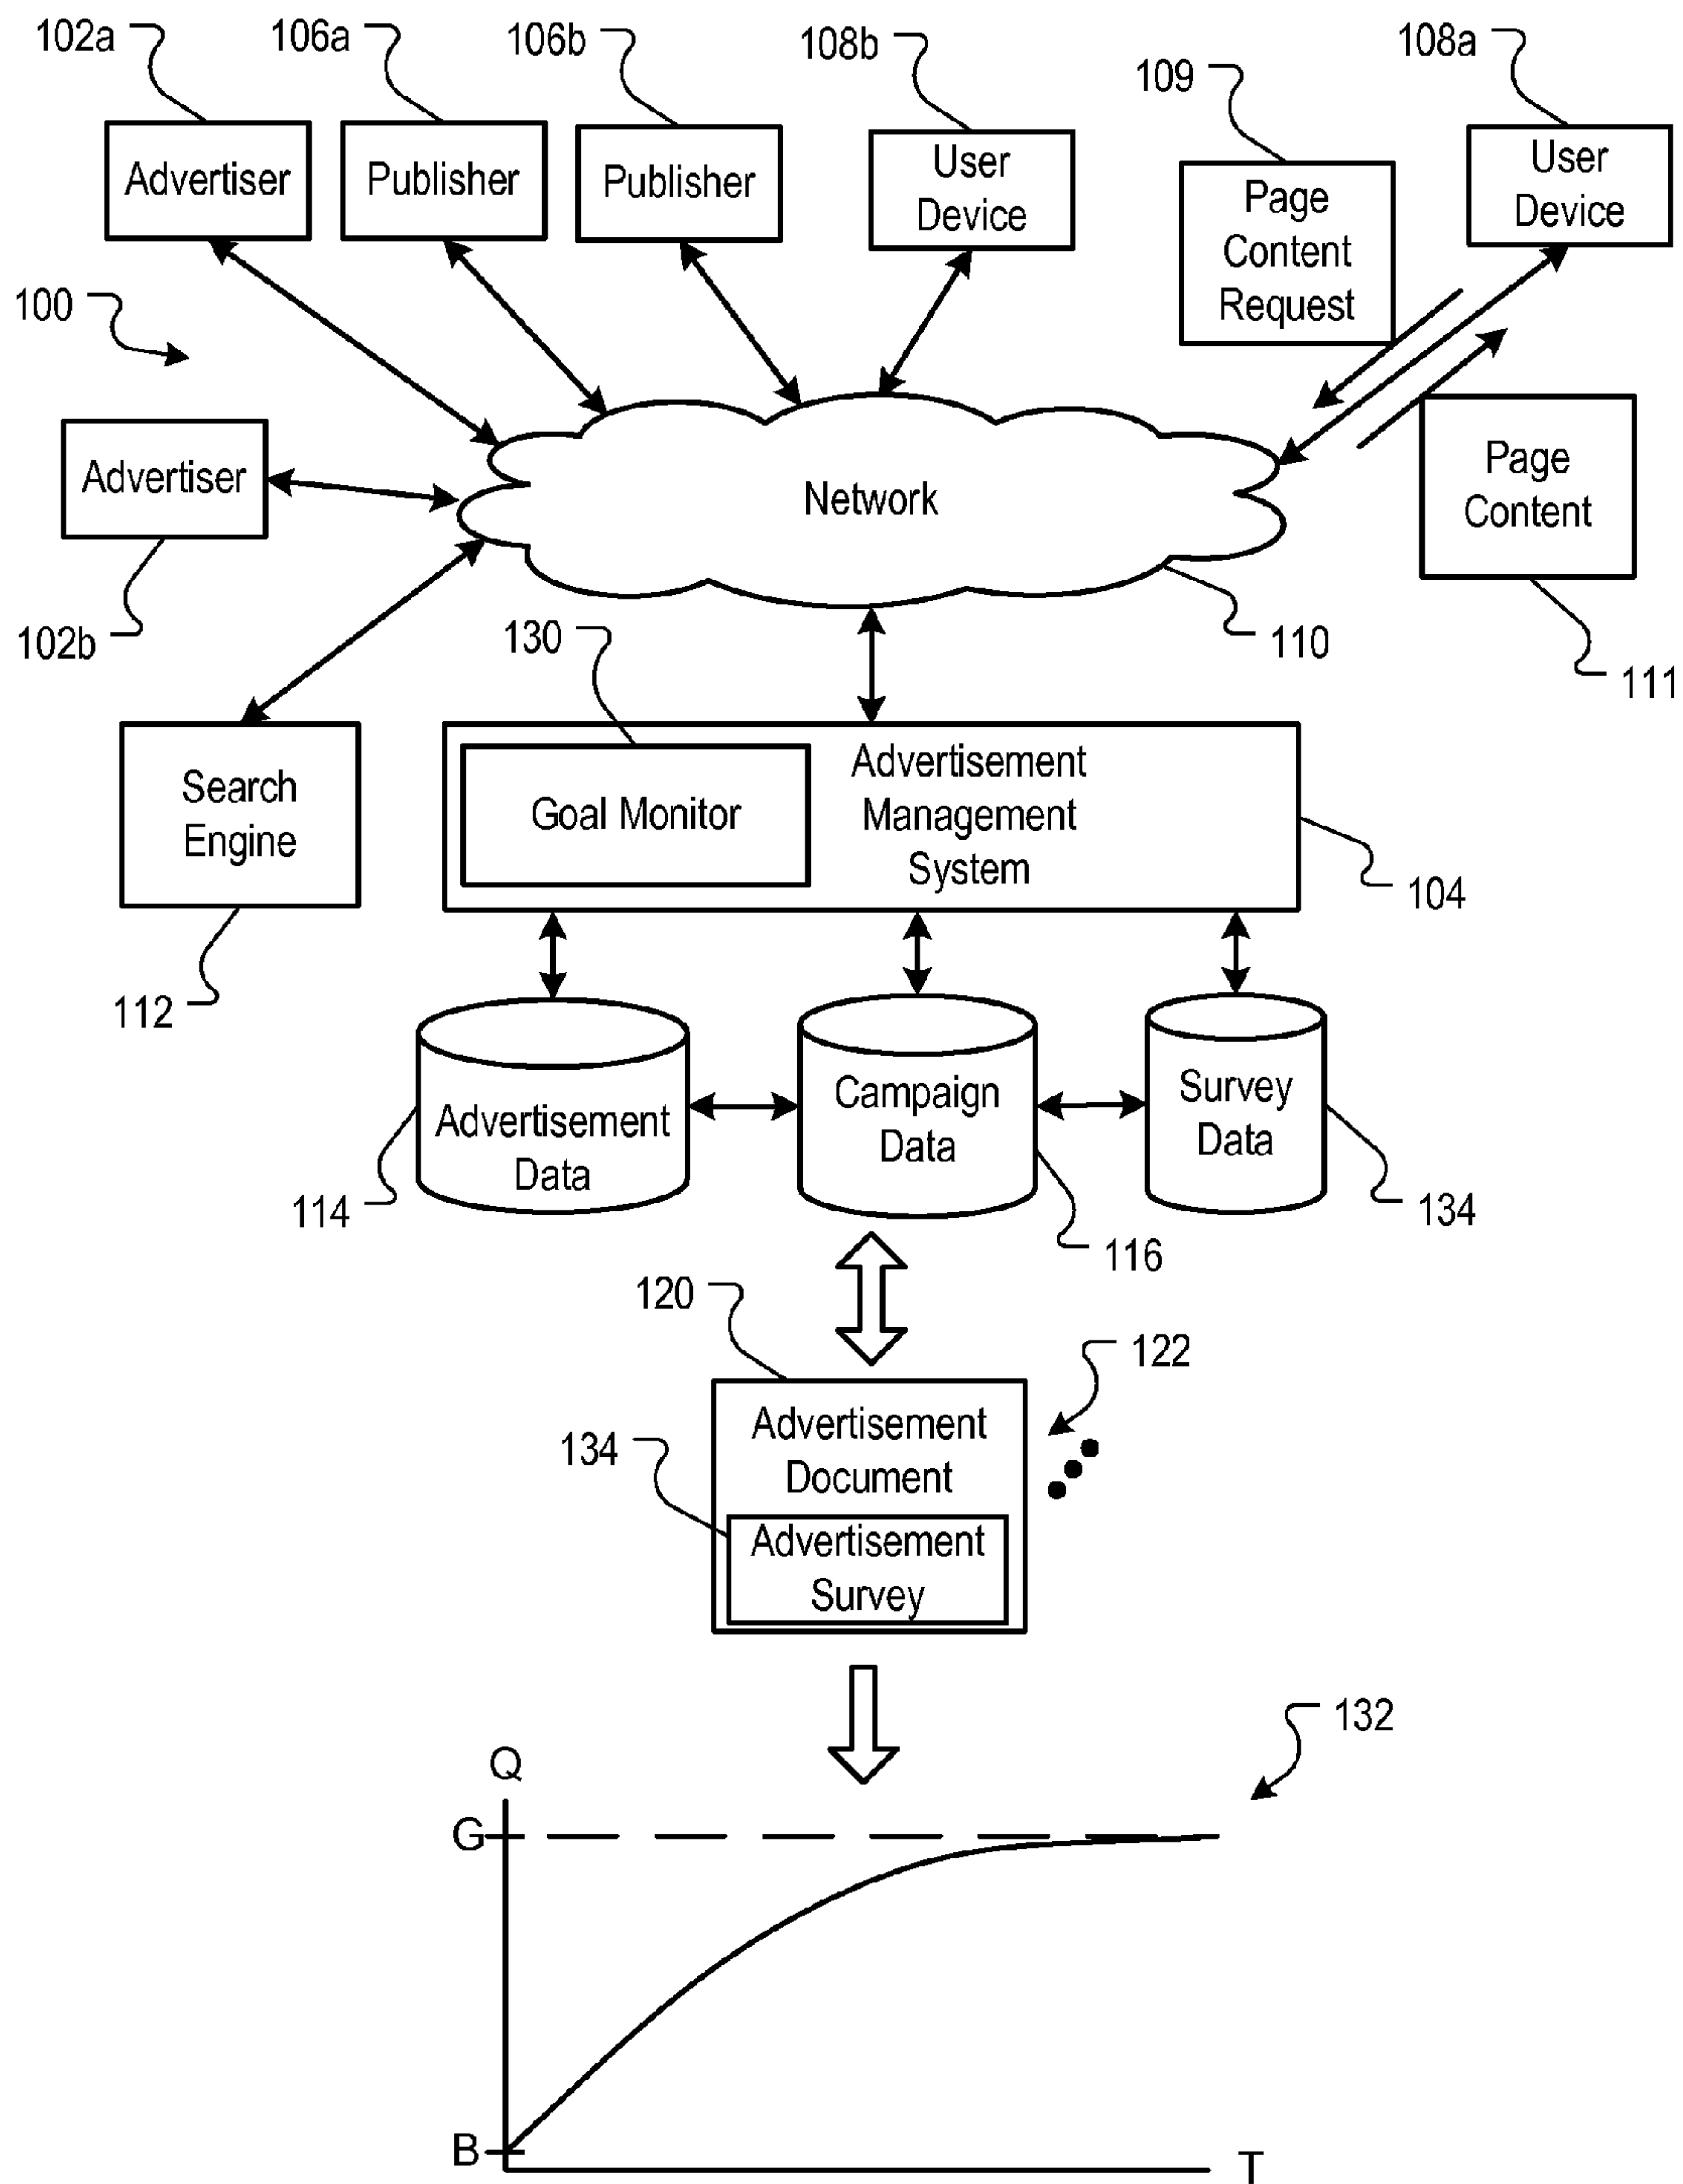 102a
106a
106b
108b
109
108a
Advertiser
Publisher
Publisher
User
Device
Page
Content
Request
User
Device
100
Advertiser
Network
Page
Content
102b
130
110
111
Search
Engine
Goal Monitor
Advertisement
Management
System
104
112
Advertisement
Data
Campaign
Data
Survey
Data
114
116
134
120
122
Advertisement
Document
134
Advertisement
Survey
132
Q
G
B
T